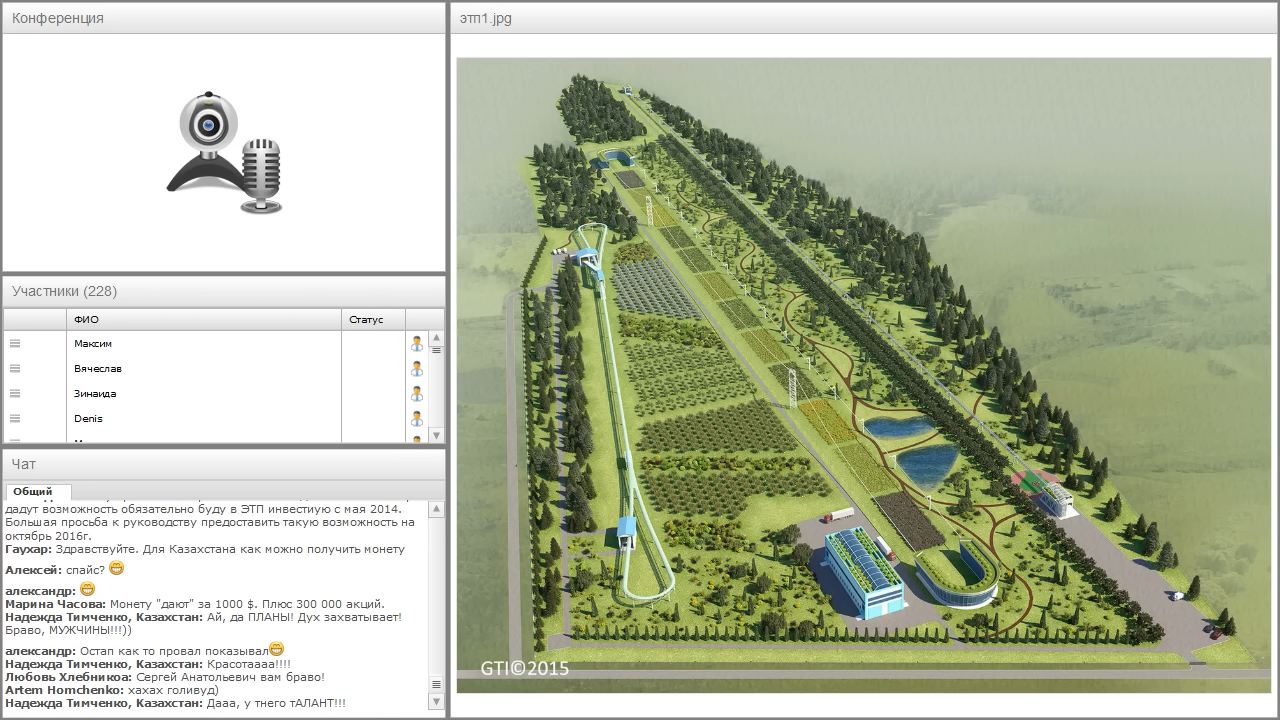 Конференция
этп1.jpg
Участники (228)
ФИО
Статус
Максим
Вячеслав
Зинаида
Denis
Чат
Общий
дадут возможность обязательно буду в ЭТП инвестиую с мая 2014.
Большая просьба к руководству предоставить такую возможность на
октябрь 2016г.
Гаухар: Здравствуйте. Для Казахстана как можно получить монету
Алексей: спайс?
александр:
Марина Часова: Монету "дают" за 1000 $. Плюс 300 000 акций.
Надежда Тимченко, Казахстан: Ай, да ПЛАНЫ! Дух захватывает!
Браво, МУЖЧИНЫ!!!))
александр: Остап как то провал показывал
Надежда Тимченко, Казахстан: Красотаааа!!!!
Любовь Хлебникоа: Сергей Анатольевич вам браво!
Artem Homchenko: хахах Воливуд)
Надежда Тимченко, Казахстан: Дааа, у тнего тАЛАНТ!!!
GTI©2015